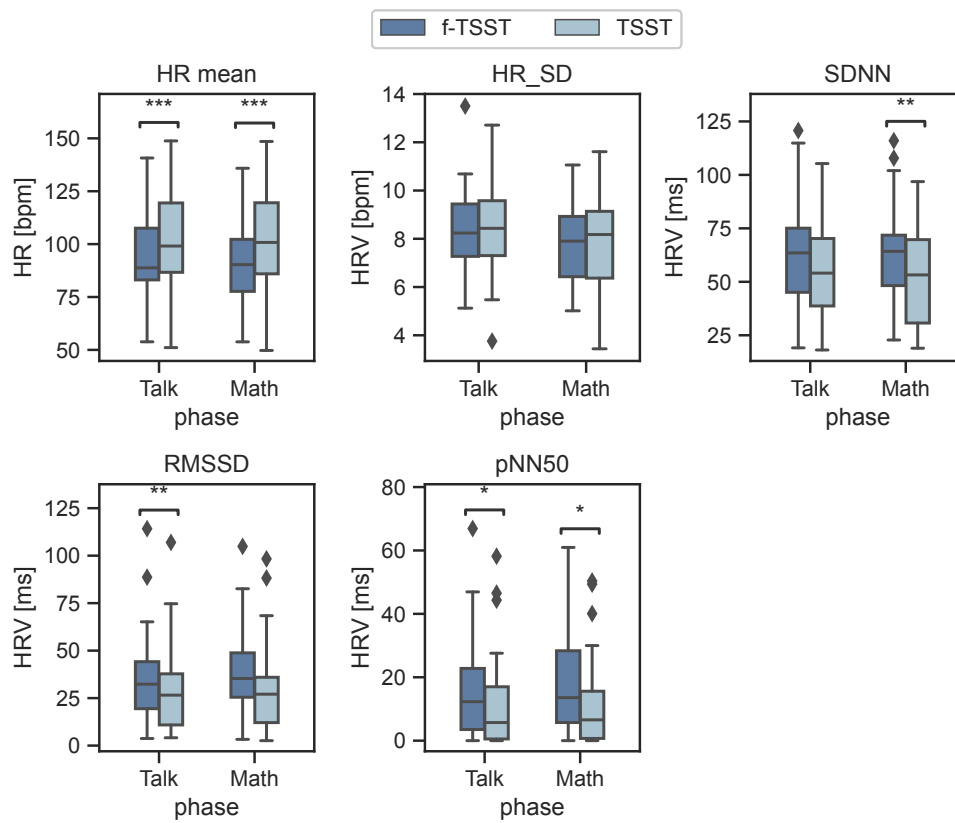 f-TSST TSST
HR mean
HR [bpm]
150
125
100
75
50
***
***
Talk Math
phase
HR_SD
HRV [bpm]
14
12
10
8
6
4
Talk Math
phase
SDNN
HRV [ms]
125
100
75
50
25
**
Talk Math
phase
RMSSD
HRV [ms]
125
100
75
50
25
0
**
Talk Math
phase
pNN50
HRV [ms]
80
60
40
20
0
*
*
Talk Math
phase